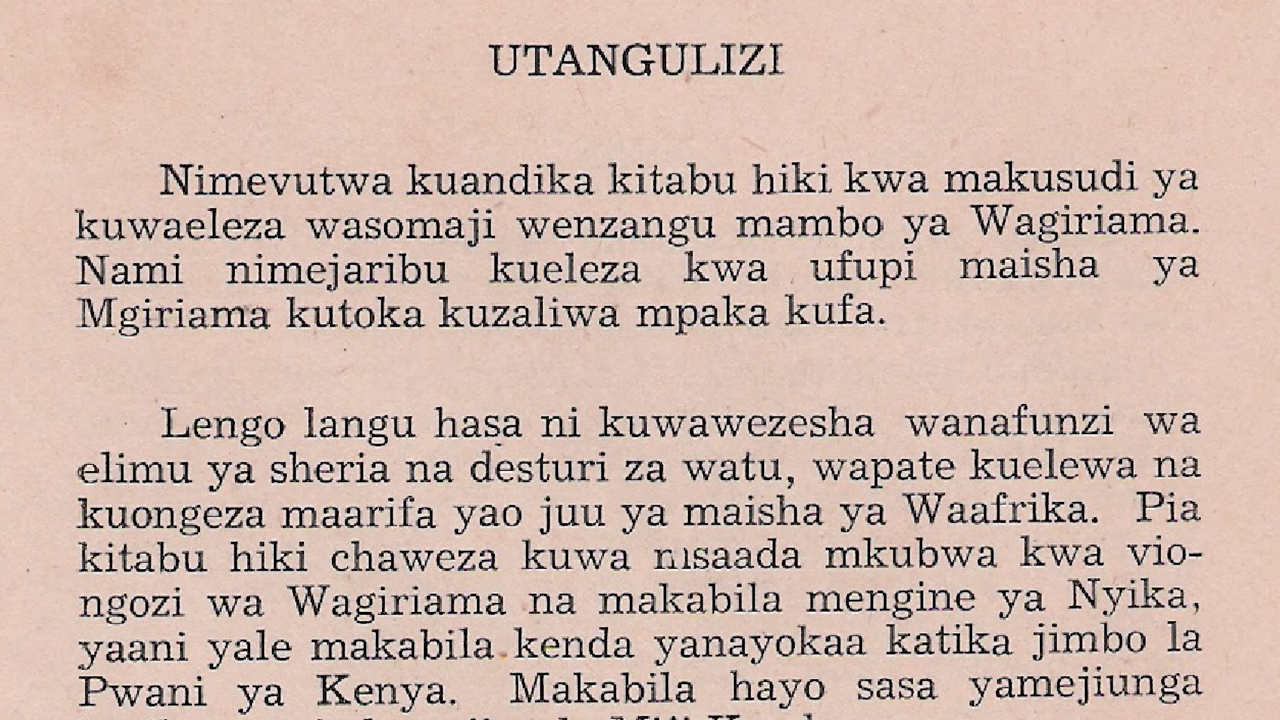 UTANGULIZI
Nimevutwa kuandika kitabu hiki kwa makusudi ya
kuwaeleza wasomaji wenzangu mambo ya Wagiriama.
Nami nimejaribu kueleza kwa ufupi maisha ya
Mgiriama kutoka kuzaliwa mpaka kufa.
Lengo langu hasa ni kuwawezesha wanafunzi wa
elimu ya sheria na desturi za watu, wapate kuelewa na
kuongeza maarifa yao juu ya maisha ya Waafrika. Pia
kitabu hiki chaweza kuwa msaada mkubwa kwa vio-
ngozi wa Wagiriama na makabila mengine ya Nyika,
yaani yale makabila kenda yanayokaa katika jimbo la
Pwani ya Kenya. Makabila hayo sasa yamejiunga